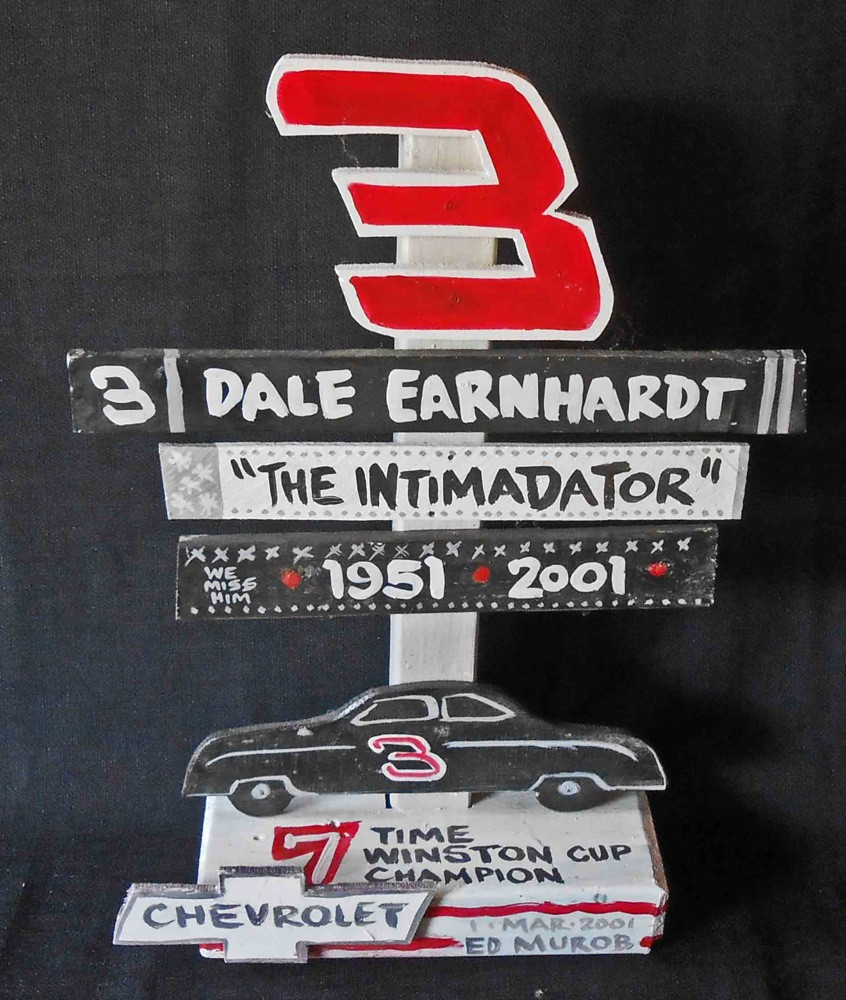 3
3 DALE EARNHARDT
"THE INTIMADATOR"
WE
MISS
HIM
1951 • 2001
3
7 TIME
WINSTON CUP
CHAMPION
CHEVROLET
1 · MAR · 2001
ED MUROB